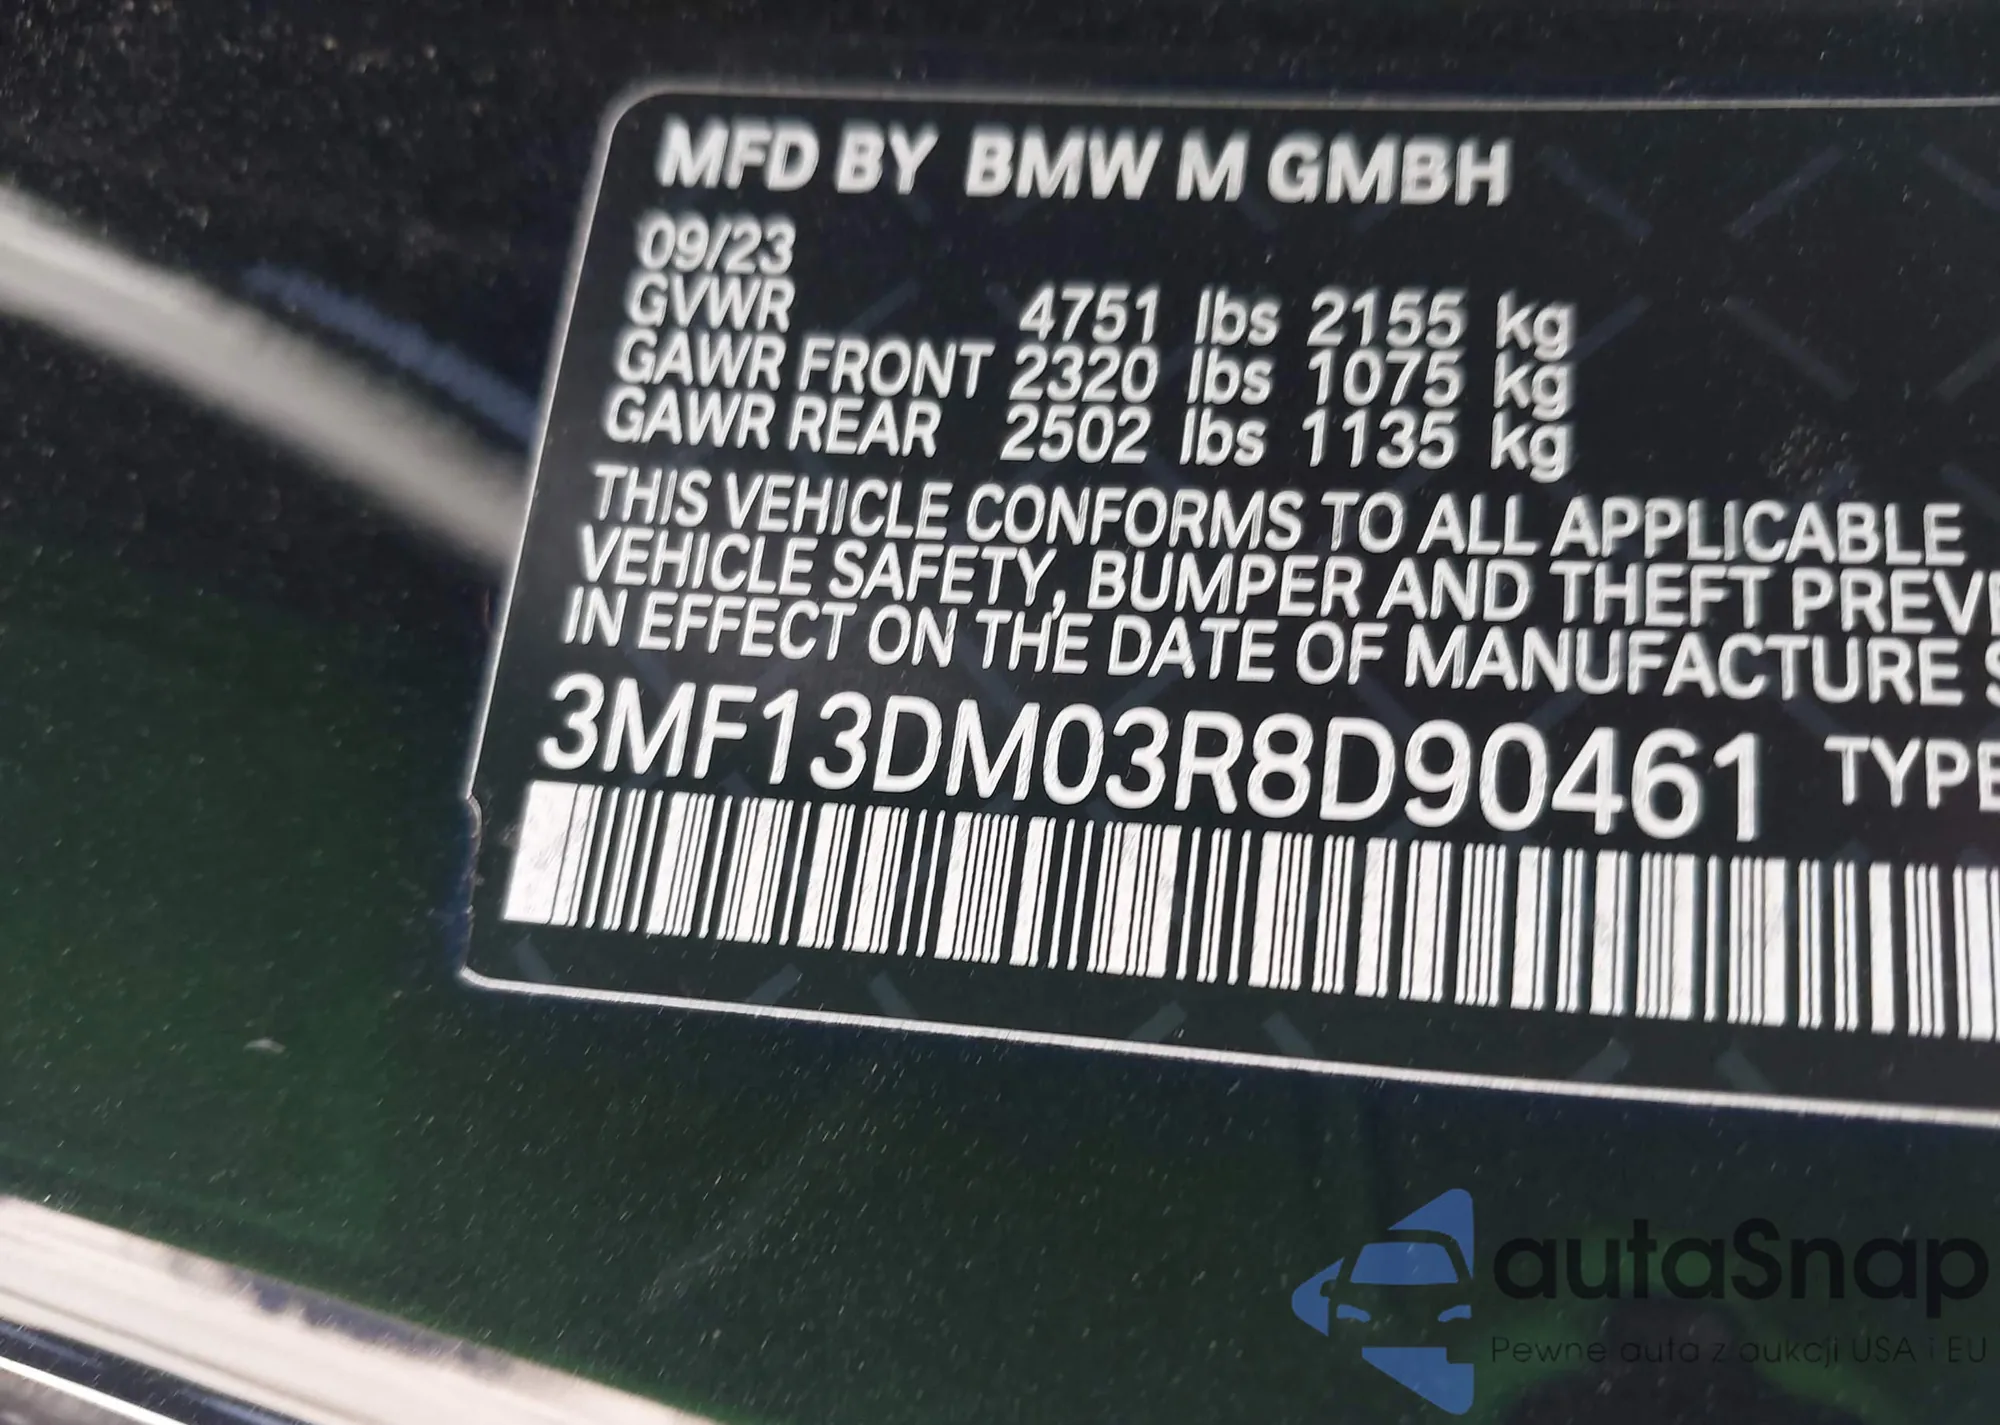 MFD BY BMW M GMBH
09/23
GVWR 4751 lbs 2155 kg
GAWR FRONT 2320 lbs 1075 kg
GAWR REAR 2502 lbs 1135 kg
THIS VEHICLE CONFORMS TO ALL APPLICABLE
VEHICLE SAFETY, BUMPER AND THEFT PREVE
IN EFFECT ON THE DATE OF MANUFACTURE S
3MF13DM03R8D90461 TYPE
autaSnap
Pewne auta z aukcji USA i EU